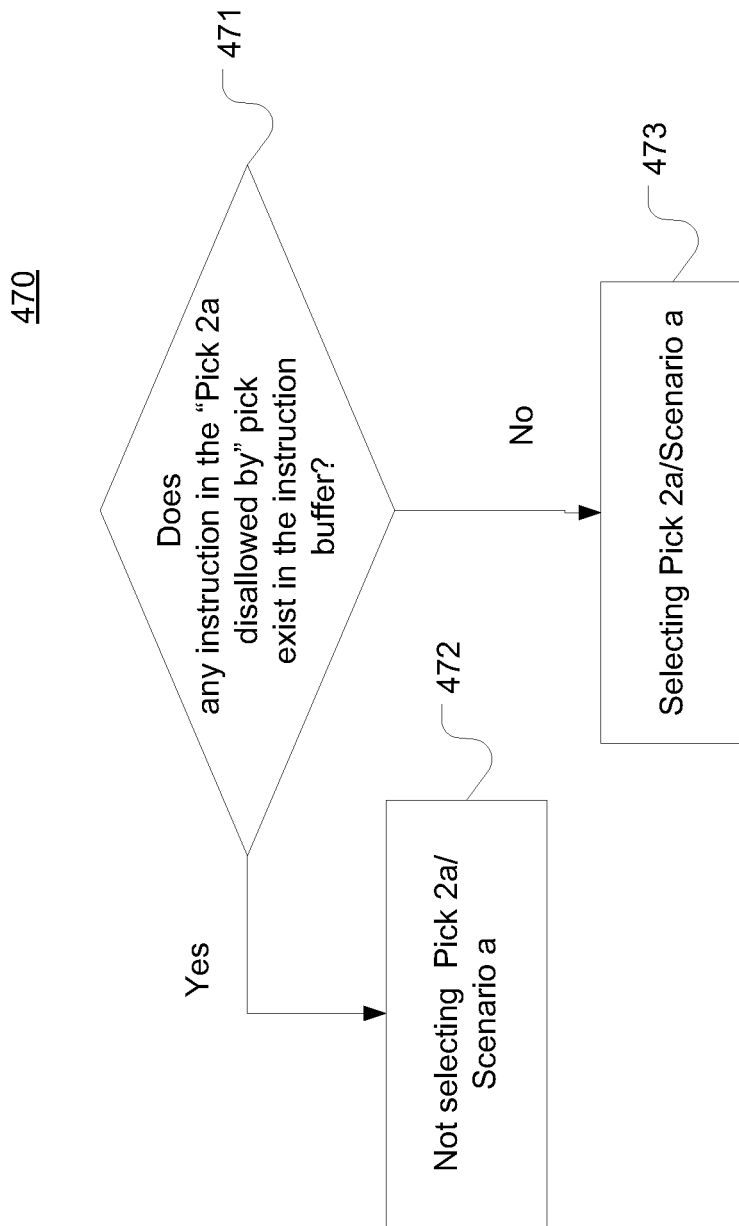 470
471
Does
any instruction in the “Pick 2a
disallowed by” pick
exist in the instruction
buffer?
Yes
No
472
Not selecting Pick 2a/
Scenario a
473
Selecting Pick 2a/Scenario a